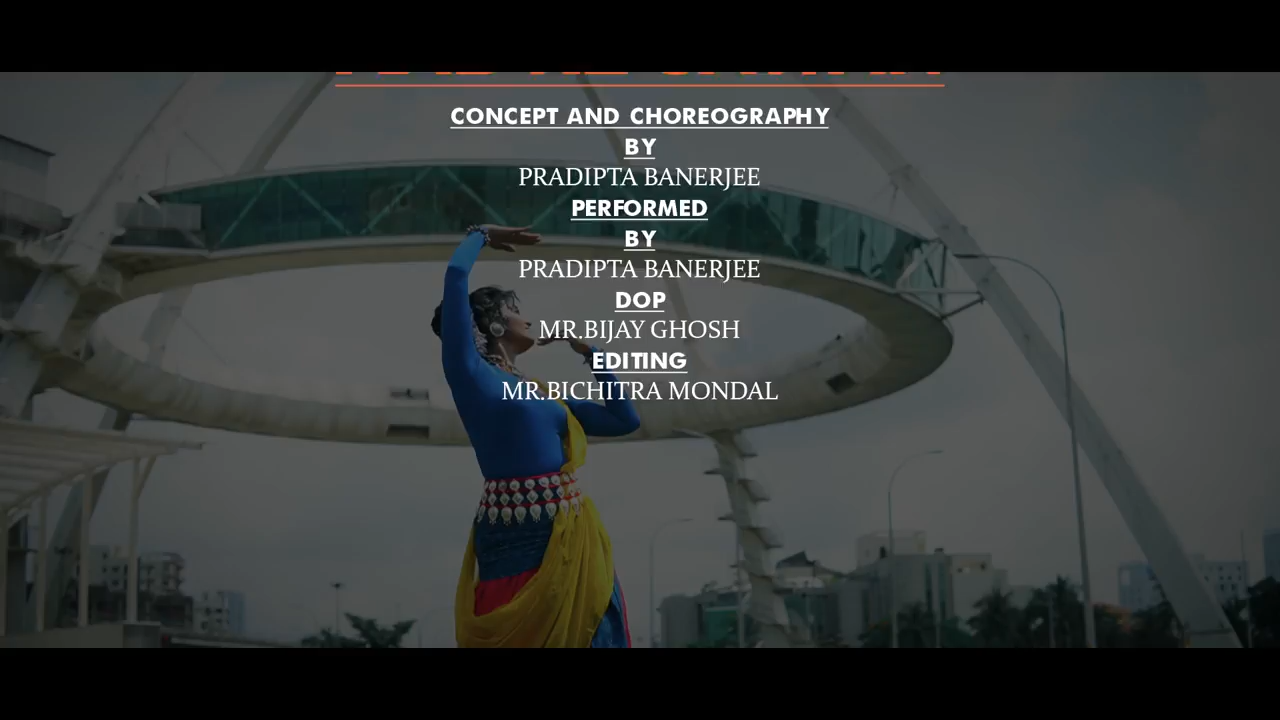 CONCEPT AND CHOREOGRAPHY
BY
PRADIPTA BANERJEE
PERFORMED
BY
PRADIPTA BANERJEE
DOP
MR.BIJAY GHOSH
EDITING
MR.BICHITRA MONDAL